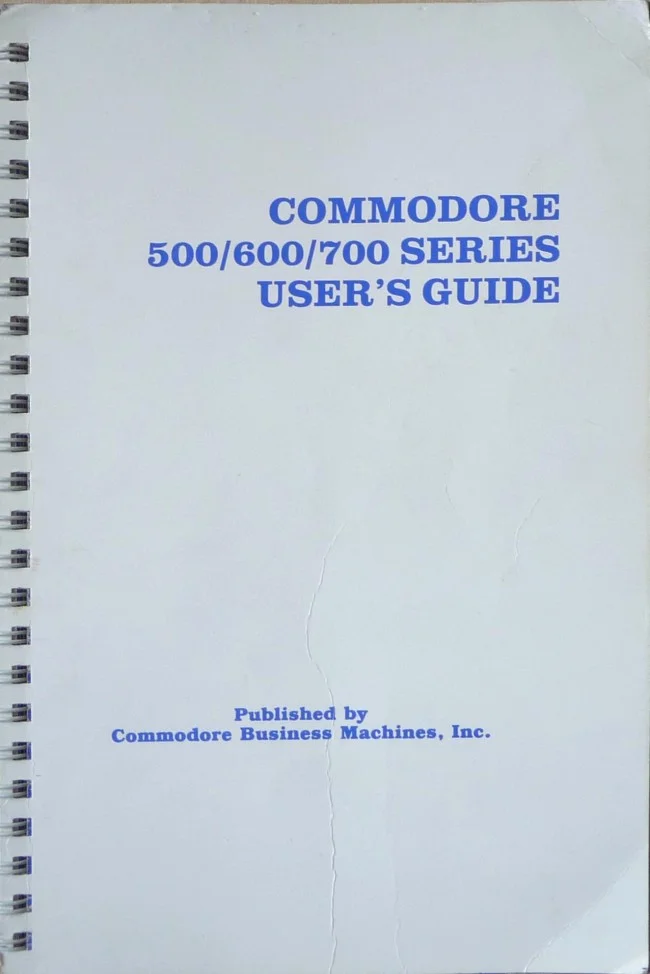 COMMODORE
500/600/700 SERIES
USER'S GUIDE
Published by
Commodore Business Machines, Inc.